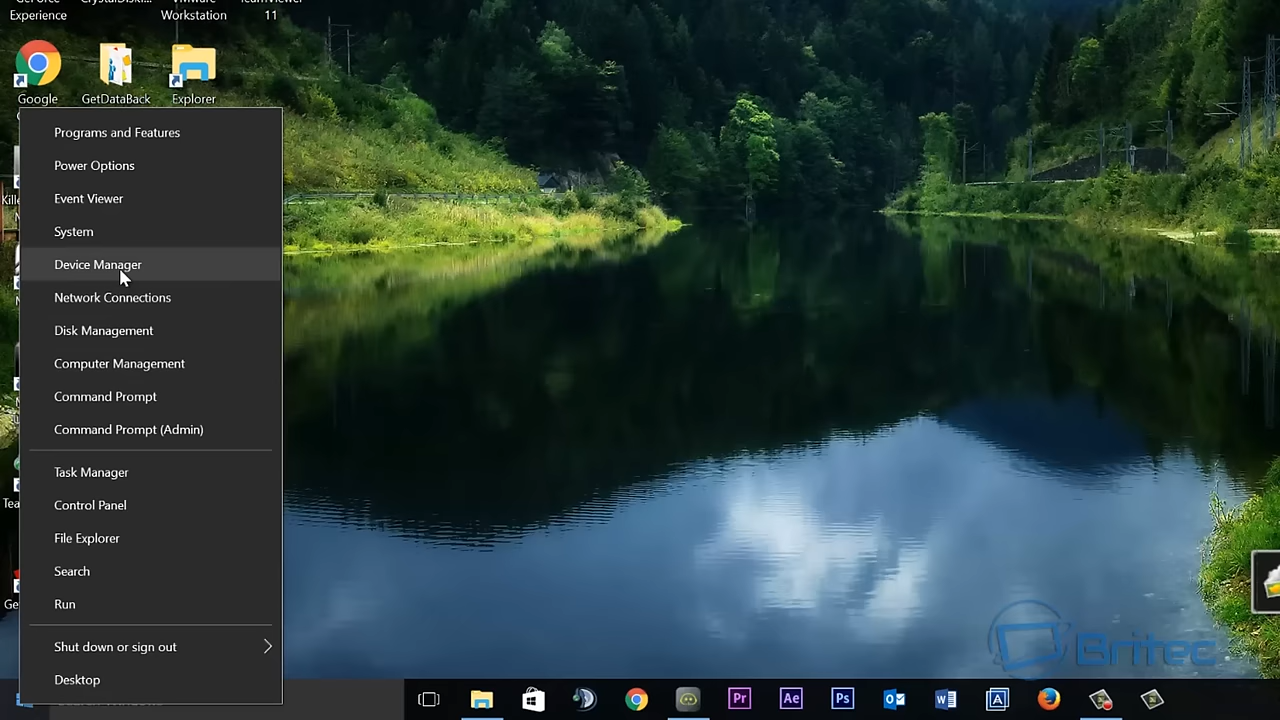 Experience
Workstation
11
Google
GetDataBack
Explorer
Programs and Features
Power Options
Event Viewer
System
Device Manager
Network Connections
Disk Management
Computer Management
Command Prompt
Command Prompt (Admin)
Task Manager
Control Panel
File Explorer
Search
Run
Shut down or sign out
Desktop
Pr
Ae
Ps
Britec